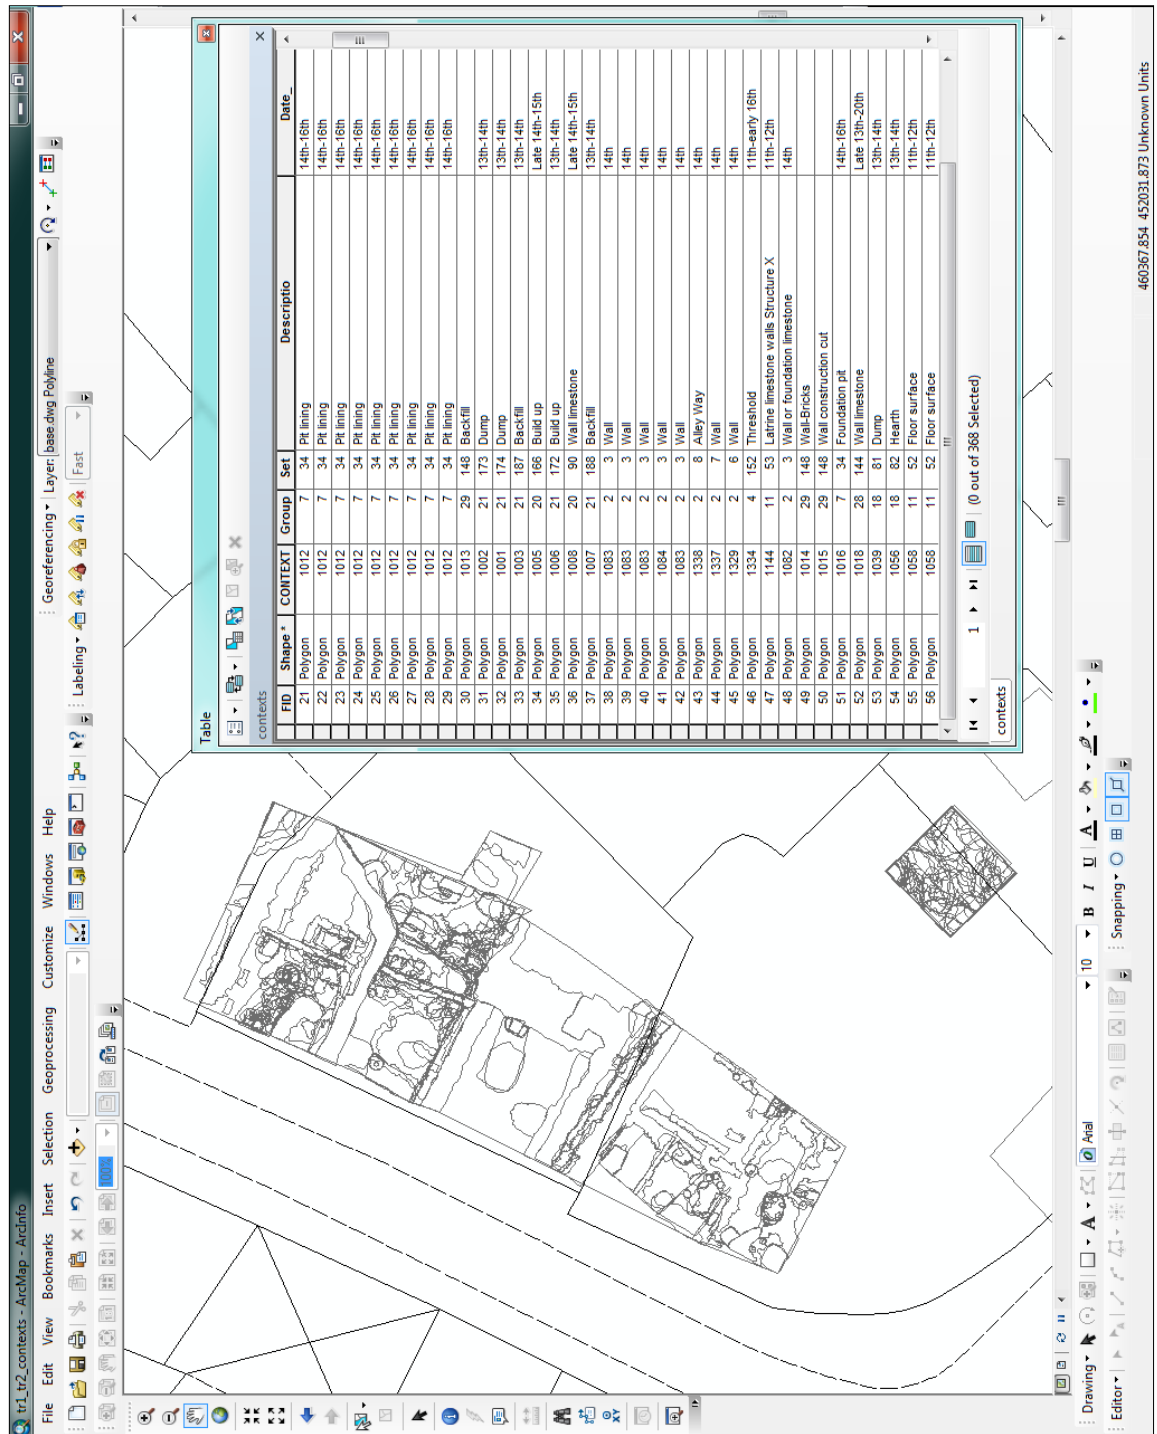 tr1_tr2_contexts - ArcMap - ArcInfo
File Edit View Bookmarks Insert Selection Geoprocessing Customize Windows Help
Georeferencing Layer: base.dwg Polyline
100%
Labeling Fast
Table
contexts
FID Shape * CONTEXT Group Set Descriptio Date_
21 Polygon 1012 7 34 Pit lining 14th-16th
22 Polygon 1012 7 34 Pit lining 14th-16th
23 Polygon 1012 7 34 Pit lining 14th-16th
24 Polygon 1012 7 34 Pit lining 14th-16th
25 Polygon 1012 7 34 Pit lining 14th-16th
26 Polygon 1012 7 34 Pit lining 14th-16th
27 Polygon 1012 7 34 Pit lining 14th-16th
28 Polygon 1012 7 34 Pit lining 14th-16th
29 Polygon 1012 7 34 Pit lining 14th-16th
30 Polygon 1013 29 148 Backfill
31 Polygon 1002 21 173 Dump 13th-14th
32 Polygon 1001 21 174 Dump 13th-14th
33 Polygon 1003 21 187 Backfill 13th-14th
34 Polygon 1005 20 166 Build up Late 14th-15th
35 Polygon 1006 21 172 Build up 13th-14th
36 Polygon 1008 20 90 Wall limestone Late 14th-15th
37 Polygon 1007 21 188 Backfill 13th-14th
38 Polygon 1083 2 3 Wall 14th
39 Polygon 1083 2 3 Wall 14th
40 Polygon 1083 2 3 Wall 14th
41 Polygon 1084 2 3 Wall 14th
42 Polygon 1083 2 3 Wall 14th
43 Polygon 1338 2 8 Alley Way 14th
44 Polygon 1337 2 7 Wall 14th
45 Polygon 1329 2 6 Wall 14th
46 Polygon 1334 4 152 Threshold 11th-early 16th
47 Polygon 1144 11 53 Latrine limestone walls Structure X 11th-12th
48 Polygon 1082 2 3 Wall or foundation limestone 14th
49 Polygon 1014 29 148 Wall-Bricks
50 Polygon 1015 29 148 Wall construction cut
51 Polygon 1016 7 34 Foundation pit 14th-16th
52 Polygon 1018 28 144 Wall limestone Late 13th-20th
53 Polygon 1039 18 81 Dump 13th-14th
54 Polygon 1056 18 82 Hearth 13th-14th
55 Polygon 1058 11 52 Floor surface 11th-12th
56 Polygon 1058 11 52 Floor surface 11th-12th
1 (0 out of 368 Selected)
contexts
Drawing A Arial 10 B I U A
Editor Snapping
460367.854 452031.873 Unknown Units